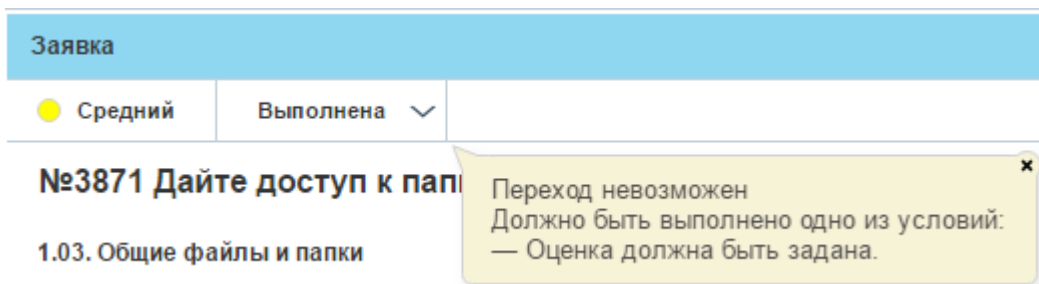 Заявка
Средний Выполнена
№3871 Дайте доступ к пап
Переход невозможен
Должно быть выполнено одно из условий:
— Оценка должна быть задана.
1.03. Общие файлы и папки